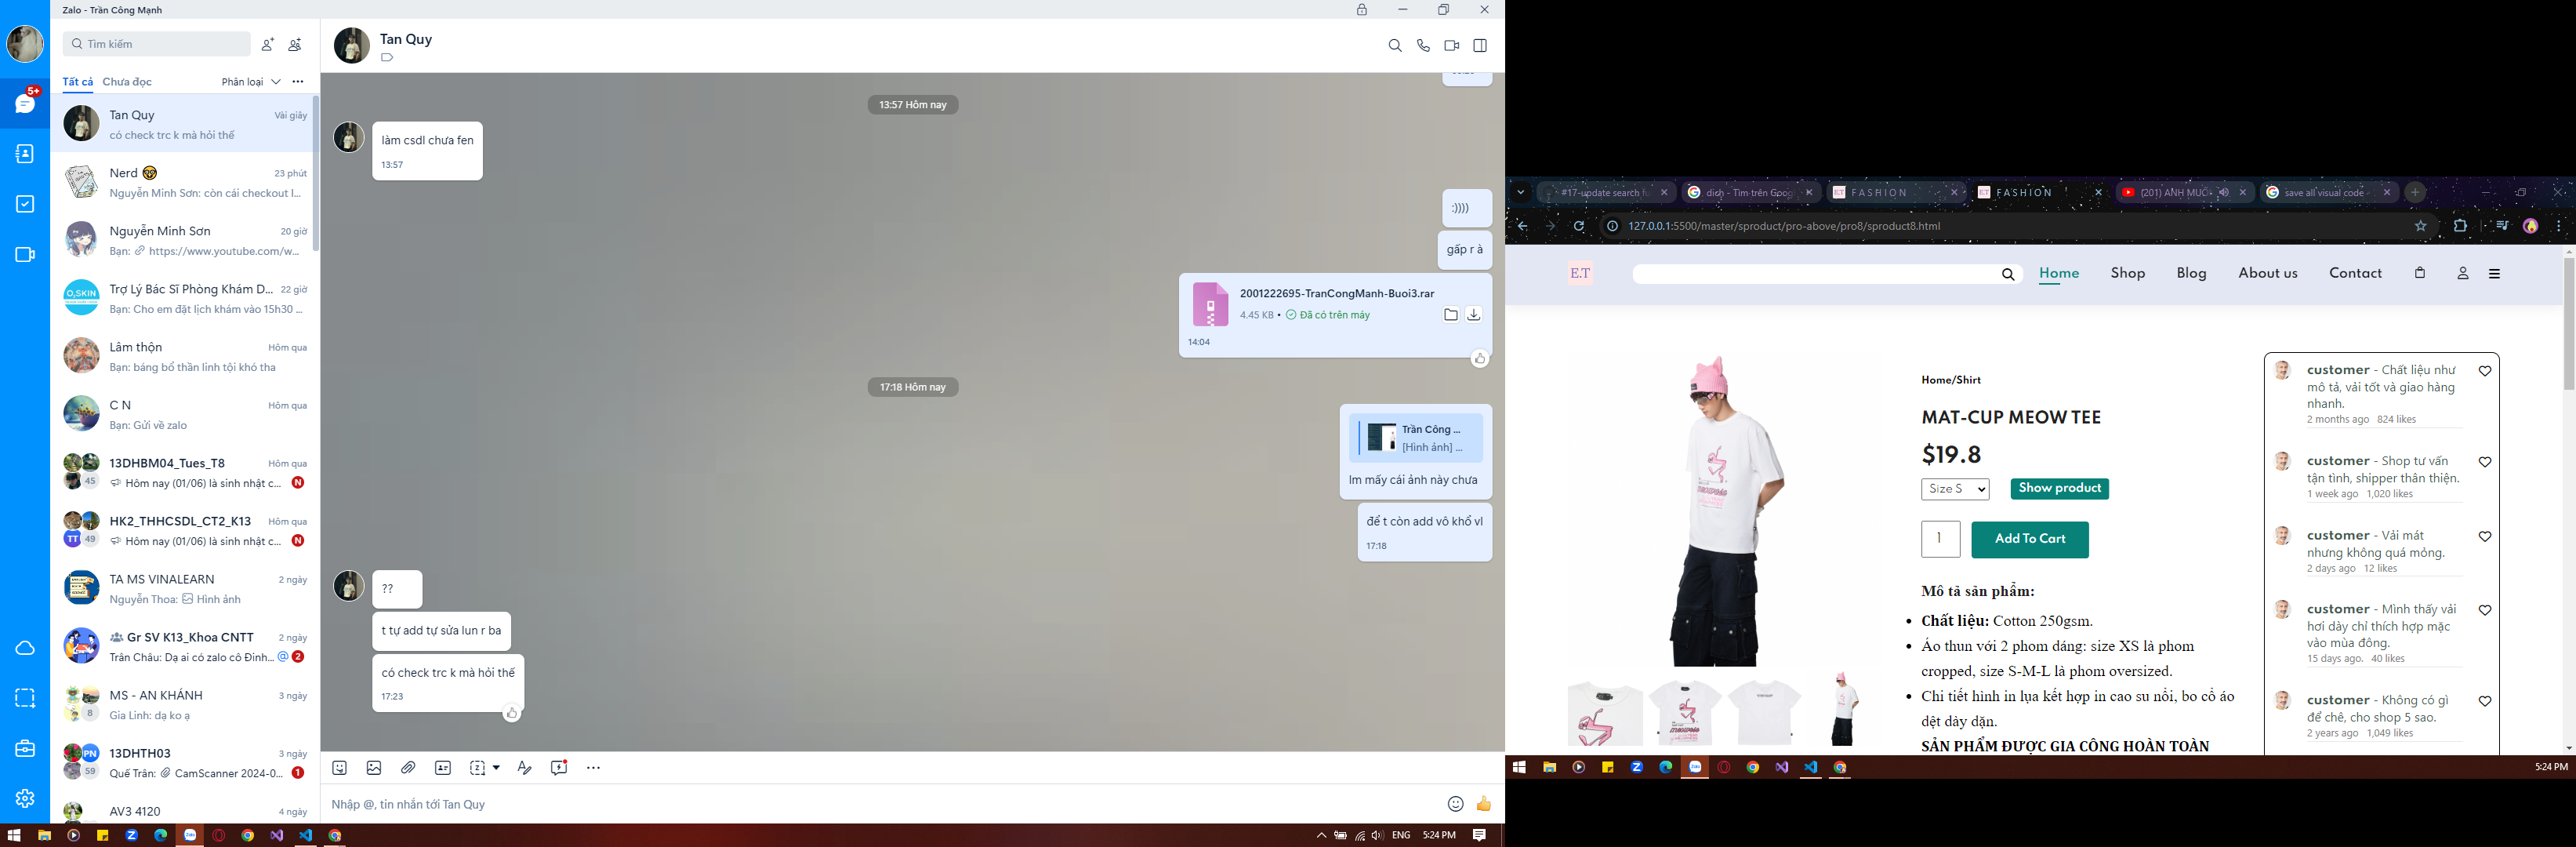 Zalo - Trần Công Mạnh
Tìm kiếm
Tất cả Chưa đọc Phân loại
5+
Tan Quy Vài giây
có check trc k mà hỏi thế
Nerd 🤓 23 phút
Nguyễn Minh Sơn: còn cái checkout l...
Nguyễn Minh Sơn 20 giờ
Bạn: https://www.youtube.com/w...
Trợ Lý Bác Sĩ Phòng Khám D... 22 giờ
Bạn: Cho em đặt lịch khám vào 15h30 ...
O2SKIN
Lâm thộn Hôm qua
Bạn: báng bổ thần linh tội khó tha
C N Hôm qua
Bạn: Gửi về zalo
13DHBM04_Tues_T8 Hôm qua
45 Hôm nay (01/06) là sinh nhật c... N
HK2_THHCSDL_CT2_K13 Hôm qua
TT 49 Hôm nay (01/06) là sinh nhật c... N
TA MS VINALEARN 2 ngày
Nguyễn Thoa: Hình ảnh
Gr SV K13_Khoa CNTT 2 ngày
Trân Châu: Dạ ai có zalo cô Đinh... @ 2
MS - AN KHÁNH 3 ngày
8 Gia Linh: dạ ko ạ
13DHTH03 3 ngày
PN 59 Quế Trân: CamScanner 2024-0... 1
AV3 4120 4 ngày
Tan Quy
13:57 Hôm nay
làm csdl chưa fen
13:57
:))))
gấp r à
2001222695-TranCongManh-Buoi3.rar
4.45 KB • Đã có trên máy
14:04
17:18 Hôm nay
Trần Công ...
[Hình ảnh] ...
lm mấy cái ảnh này chưa
để t còn add vô khổ vl
17:18
??
t tự add tự sửa lun r ba
có check trc k mà hỏi thế
17:23
Nhập @, tin nhắn tới Tan Quy
ENG 5:24 PM
#17-update search fu
dịch - Tìm trên Goog
F A S H I O N
F A S H I O N
(201) ANH MUỐ
save all visual code -
127.0.0.1:5500/master/sproduct/pro-above/pro8/sproduct8.html
E.T Home Shop Blog About us Contact
Home/Shirt
MAT-CUP MEOW TEE
$19.8
Size S Show product
1 Add To Cart
Mô tả sản phẩm:
Chất liệu: Cotton 250gsm.
Áo thun với 2 phom dáng: size XS là phom
cropped, size S-M-L là phom oversized.
Chi tiết hình in lụa kết hợp in cao su nổi, bo cổ áo
dệt dày dặn.
SẢN PHẨM ĐƯỢC GIA CÔNG HOÀN TOÀN
customer - Chất liệu như
mô tả, vải tốt và giao hàng
nhanh.
2 months ago 824 likes
customer - Shop tư vấn
tận tình, shipper thân thiện.
1 week ago 1,020 likes
customer - Vải mát
nhưng không quá mỏng.
2 days ago 12 likes
customer - Mình thấy vải
hơi dày chỉ thích hợp mặc
vào mùa đông.
15 days ago. 40 likes
customer - Không có gì
để chê, cho shop 5 sao.
2 years ago 1,049 likes
5:24 PM